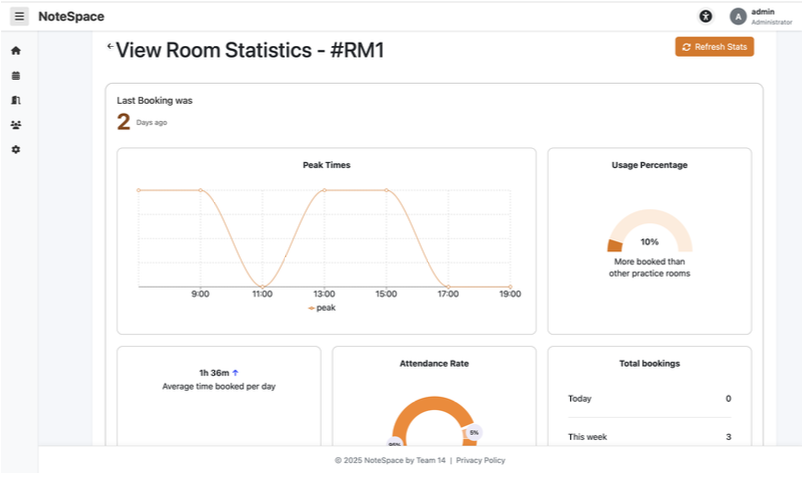 NoteSpace
A
admin
Administrator
View Room Statistics - #RM1
Refresh Stats
Last Booking was
2 Days ago
Peak Times
9:00 11:00 13:00 15:00 17:00 19:00
peak
Usage Percentage
10%
More booked than
other practice rooms
1h 36m ↑
Average time booked per day
Attendance Rate
5%
95%
Total bookings
Today 0
This week 3
© 2025 NoteSpace by Team 14 | Privacy Policy